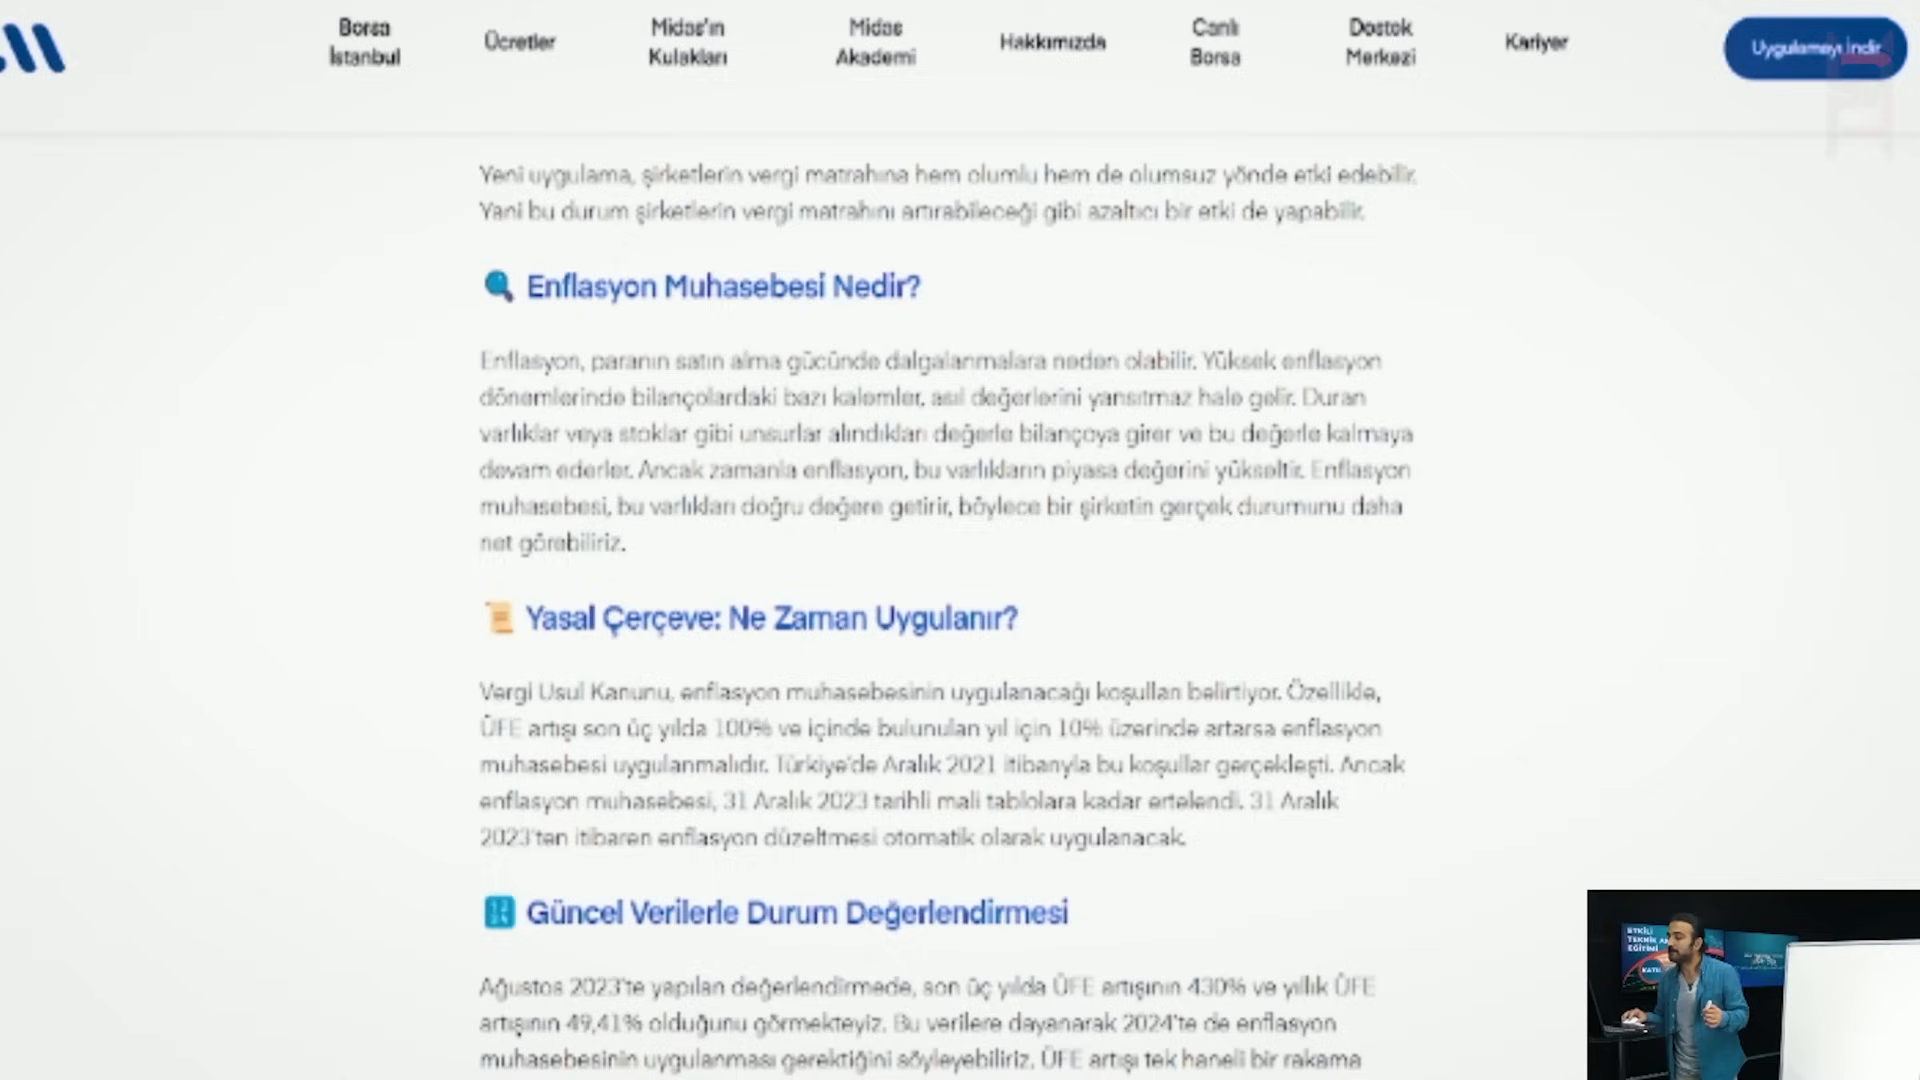 Borsa İstanbul
Ücretler
Midas'ın Kulakları
Midas Akademi
Hakkımızda
Canlı Borsa
Destek Merkezi
Kariyer
Uygulamayı İndir
Yeni uygulama, şirketlerin vergi matrahına hem olumlu hem de olumsuz yönde etki edebilir.
Yani bu durum şirketlerin vergi matrahını artırabileceği gibi azaltıcı bir etki de yapabilir.
Enflasyon Muhasebesi Nedir?
Enflasyon, paranın satın alma gücünde dalgalanmalara neden olabilir. Yüksek enflasyon
dönemlerinde bilançolardaki bazı kalemler, asıl değerlerini yansıtmaz hale gelir. Duran
varlıklar veya stoklar gibi unsurlar alındıkları değerle bilançoya girer ve bu değerle kalmaya
devam ederler. Ancak zamanla enflasyon, bu varlıkların piyasa değerini yükseltir. Enflasyon
muhasebesi, bu varlıkları doğru değere getirir, böylece bir şirketin gerçek durumunu daha
net görebiliriz.
Yasal Çerçeve: Ne Zaman Uygulanır?
Vergi Usul Kanunu, enflasyon muhasebesinin uygulanacağı koşulları belirtiyor. Özellikle,
ÜFE artışı son üç yılda 100% ve içinde bulunulan yıl için 10% üzerinde artarsa enflasyon
muhasebesi uygulanmalıdır. Türkiye'de Aralık 2021 itibarıyla bu koşullar gerçekleşti. Ancak
enflasyon muhasebesi, 31 Aralık 2023 tarihli mali tablolara kadar ertelendi. 31 Aralık
2023'ten itibaren enflasyon düzeltmesi otomatik olarak uygulanacak.
Güncel Verilerle Durum Değerlendirmesi
Ağustos 2023'te yapılan değerlendirmede, son üç yılda ÜFE artışının 430% ve yıllık ÜFE
artışının 49,41% olduğunu görmekteyiz. Bu verilere dayanarak 2024'te de enflasyon
muhasebesinin uygulanması gerektiğini söyleyebiliriz. ÜFE artışı tek haneli bir rakama
ETKİLİ
TEKNİK
EĞİTİMİ